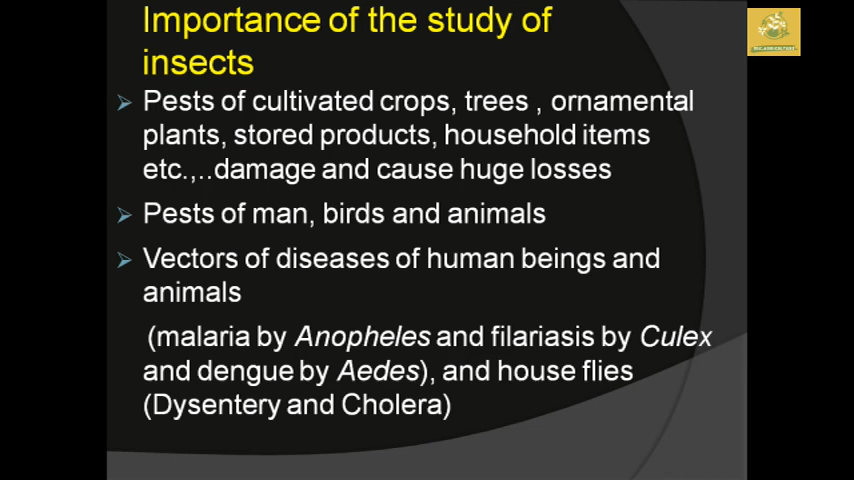 Importance of the study of
insects
Pests of cultivated crops, trees , ornamental
plants, stored products, household items
etc.,..damage and cause huge losses
Pests of man, birds and animals
Vectors of diseases of human beings and
animals
(malaria by Anopheles and filariasis by Culex
and dengue by Aedes), and house flies
(Dysentery and Cholera)